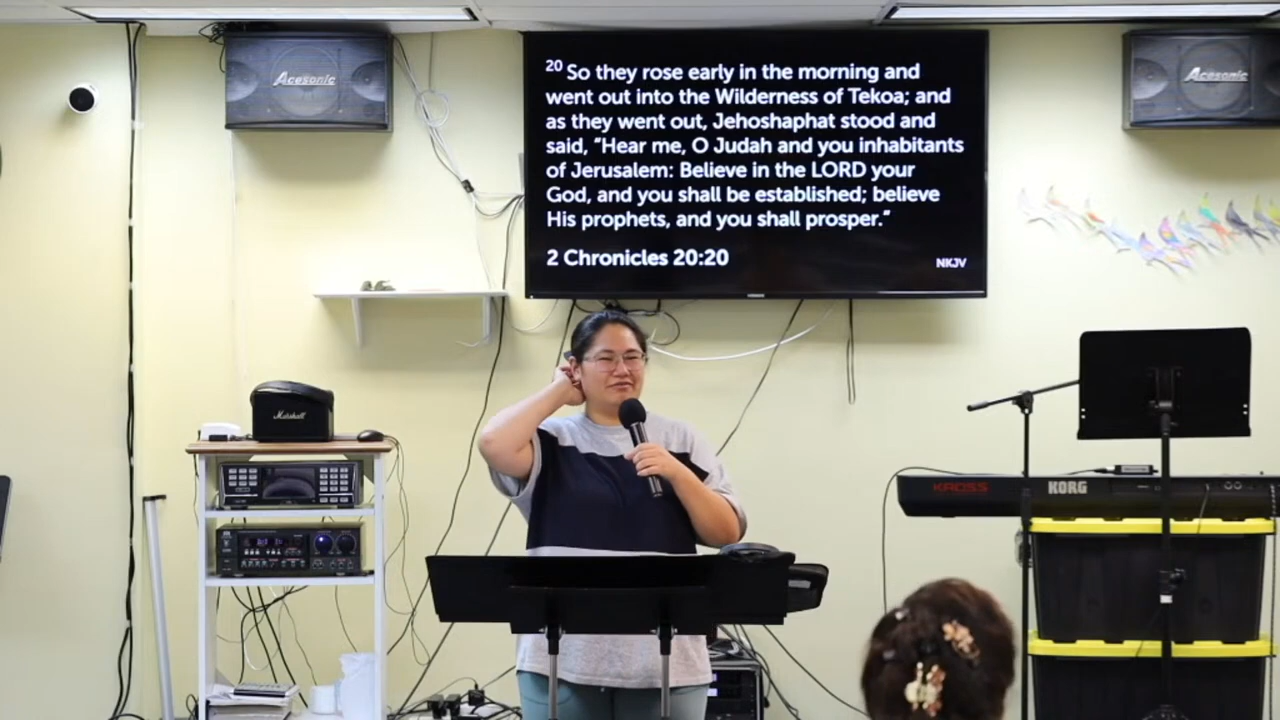 Acesonic
20 So they rose early in the morning and
went out into the Wilderness of Tekoa; and
as they went out, Jehoshaphat stood and
said, “Hear me, O Judah and you inhabitants
of Jerusalem: Believe in the LORD your
God, and you shall be established; believe
His prophets, and you shall prosper.”
2 Chronicles 20:20
NKJV
Acesonic
Marshall
KROSS
KORG